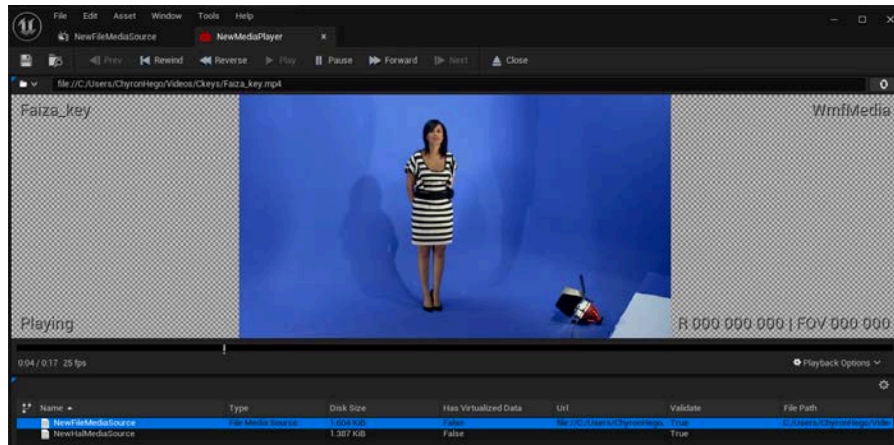 File Edit Asset Window Tools Help
NewFileMediaSource NewMediaPlayer
Prev Rewind Reverse Play Pause Forward Next Close
file://C:/Users/ChyronHego/Videos/Ckeys/Faiza_key.mp4
Faiza_key WmfMedia
Playing R 000 000 000 | FOV 000 000
0:04 / 0:17 25 fps Playback Options
Name Type Disk Size Has Virtualized Data Url Validate File Path
NewFileMediaSource File Media Source 1.604 KiB False file://C:/Users/ChyronHego, True C:/Users/ChyronHego/Vide
NewHalMediaSource 1.387 KiB False True